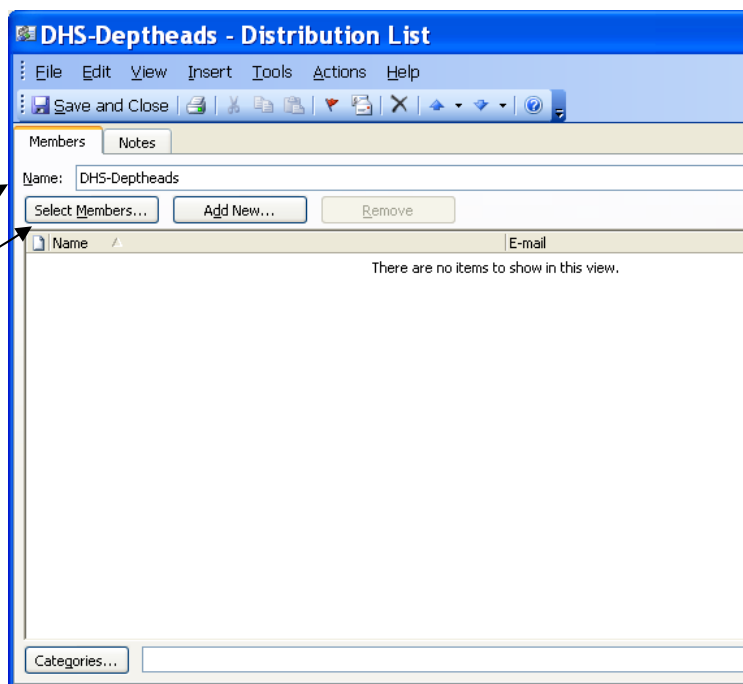 DHS-Deptheads - Distribution List
File Edit View Insert Tools Actions Help
Save and Close
Members Notes
Name: DHS-Deptheads
Select Members... Add New... Remove
Name E-mail
There are no items to show in this view.
Categories...